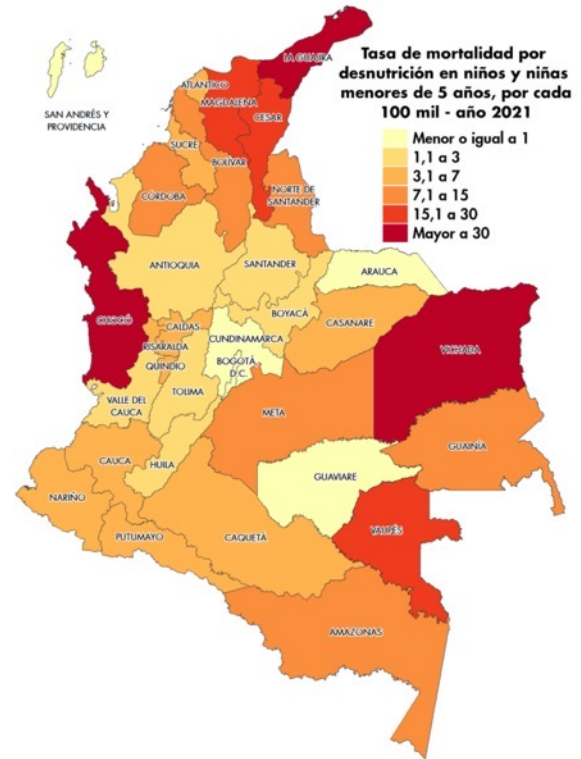 Tasa de mortalidad por
desnutrición en niños y niñas
menores de 5 años, por cada
100 mil - año 2021
Menor o igual a 1
1,1 a 3
3,1 a 7
7,1 a 15
15,1 a 30
Mayor a 30
SAN ANDRÉS Y
PROVIDENCIA
LA GUAJIRA
ATLÁNTICO
MAGDALENA
CESAR
SUCRE
BOLÍVAR
CÓRDOBA
NORTE DE
SANTANDER
ANTIOQUIA
SANTANDER
ARAUCA
CHOCÓ
BOYACÁ
CASANARE
CALDAS
CUNDINAMARCA
RISARALDA
BOGOTÁ
D.C.
VICHADA
QUINDIO
TOLIMA
VALLE DEL
CAUCA
META
GUAINÍA
CAUCA
HUILA
GUAVIARE
NARIÑO
VAUPÉS
PUTUMAYO
CAQUETÁ
AMAZONAS